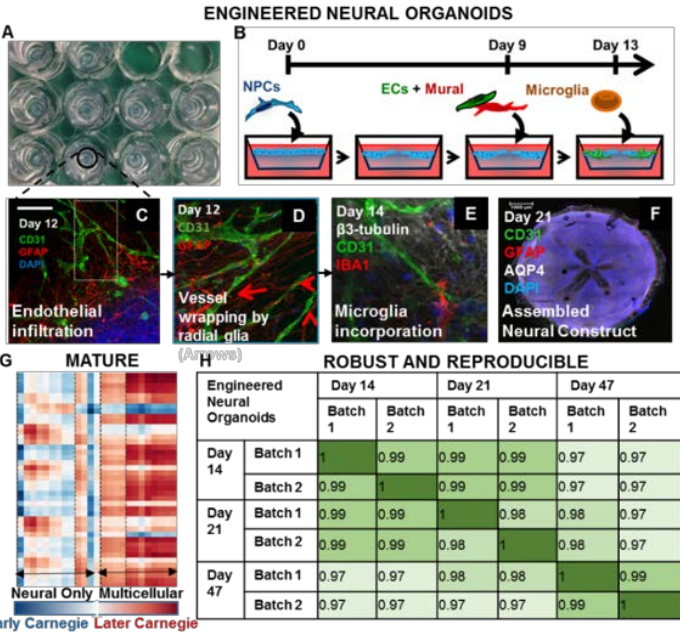 ENGINEERED NEURAL ORGANOIDS
A
B
Day 0
Day 9
Day 13
NPCs
ECs + Mural
Microglia
C
Day 12
CD31
GFAP
DAPI
Endothelial
infiltration
D
Day 12
CD31
GFAP
Vessel
wrapping by
radial glia
(Arrows)
E
Day 14
β3-tubulin
CD31
IBA1
Microglia
incorporation
F
Day 21
CD31
GFAP
AQP4
DAPI
Assembled
Neural Construct
G
MATURE
Neural Only
Multicellular
arly Carnegie
Later Carnegie
H
ROBUST AND REPRODUCIBLE
Engineered Neural Organoids Day 14 Day 21 Day 47
Batch 1 Batch 2 Batch 1 Batch 2 Batch 1 Batch 2
Day 14 Batch 1 1 0.99 0.99 0.99 0.97 0.97
Batch 2 0.99 1 0.99 0.99 0.97 0.97
Day 21 Batch 1 0.99 0.99 1 0.98 0.98 0.97
Batch 2 0.99 0.99 0.98 1 0.98 0.97
Day 47 Batch 1 0.97 0.97 0.98 0.98 1 0.99
Batch 2 0.97 0.97 0.97 0.97 0.99 1